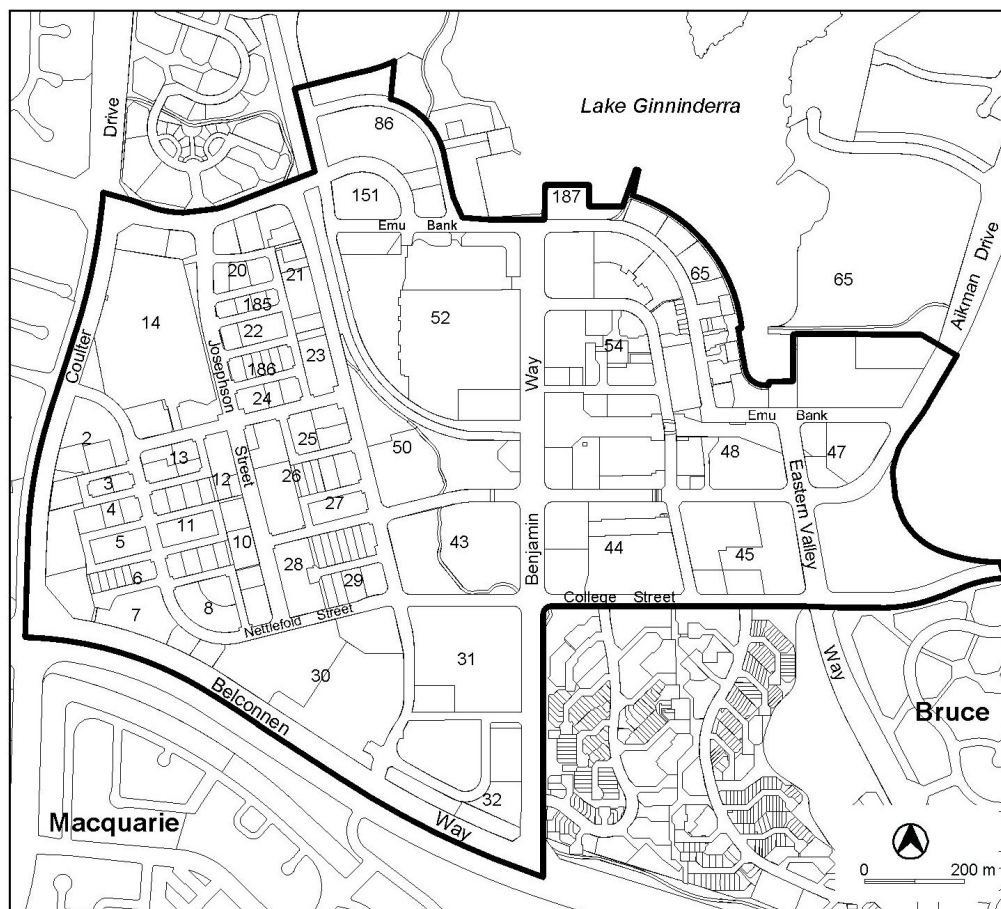 Lake Ginninderra
Drive
86
151
187
Emu Bank
21
20
65
65
Aikman Drive
185
14
52
22
Josephson
23
54
Way
186
Coulter
24
Emu Bank
2
25
13
50
48
47
3
12
Street
26
4
27
11
Eastern Valley
5
10
43
Benjamin
44
45
28
6
29
8
7
College Street
Nettlefold Street
31
30
Way
Belconnen
Bruce
32
Macquarie
Way
0 200 m